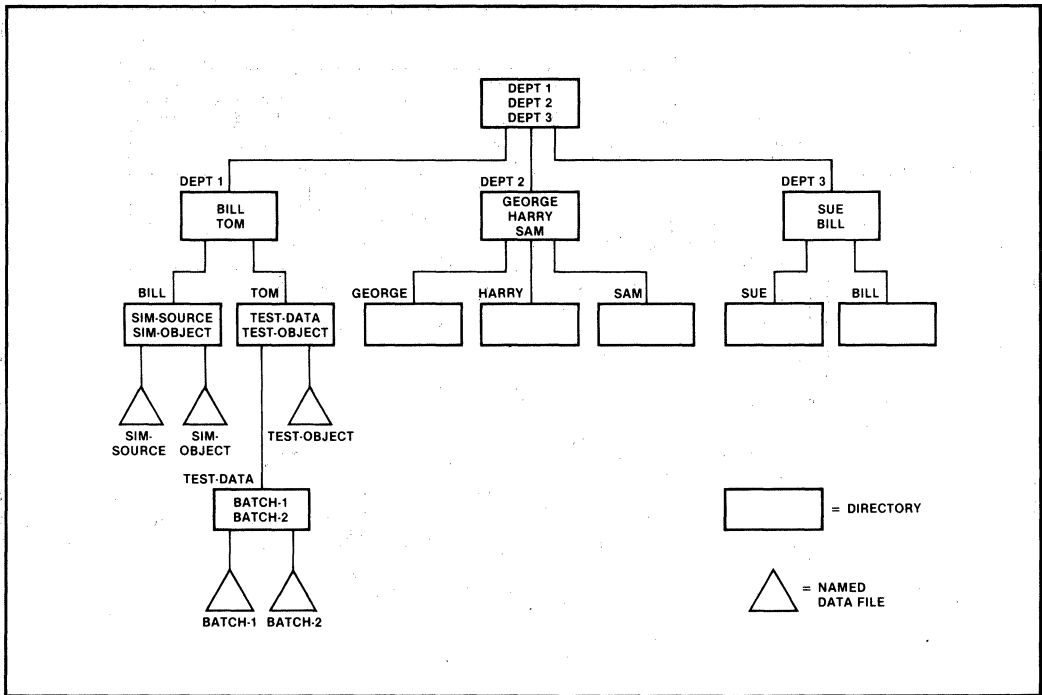 DEPT 1
DEPT 2
DEPT 3
DEPT 1
DEPT 2
DEPT 3
BILL
TOM
GEORGE
HARRY
SAM
SUE
BILL
BILL
TOM
GEORGE
HARRY
SAM
SUE
BILL
SIM-SOURCE
SIM-OBJECT
TEST-DATA
TEST-OBJECT
SIM-
SOURCE
SIM-
OBJECT
TEST-OBJECT
TEST-DATA
BATCH-1
BATCH-2
= DIRECTORY
BATCH-1
BATCH-2
= NAMED
DATA FILE